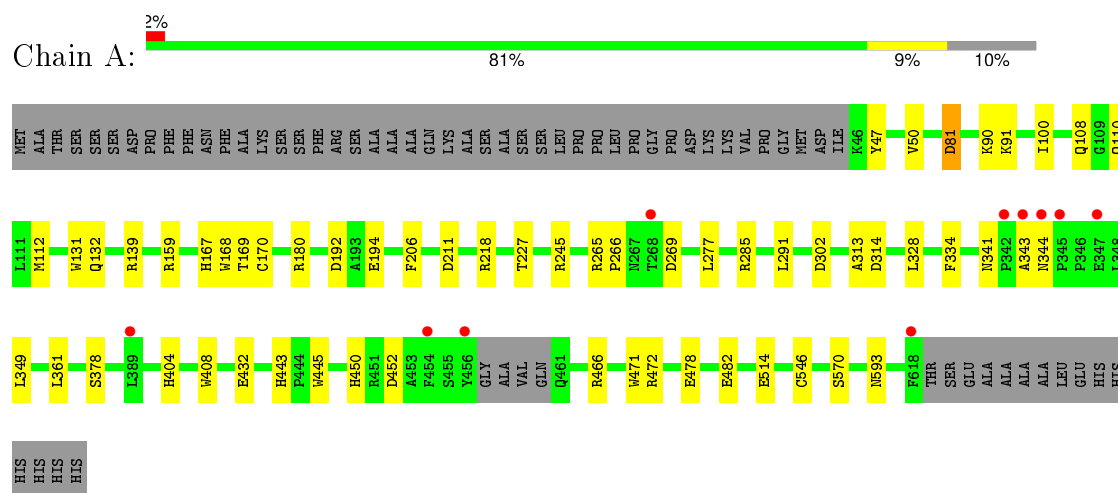 2%
Chain A:
81% 9% 10%
MET ALA THR SER SER SER ASP PRO PHE PHE ASN PHE ALA LYS SER SER PHE ARG SER ALA ALA ALA GLN LYS ALA SER ALA SER SER LEU PRO PRO LEU PRO GLY PRO ASP LYS LYS VAL PRO GLY MET ASP ILE K46 Y47 V50 D81 K90 K91 I100 Q108 G109 Q110
L111 M112 W131 Q132 R139 R159 H167 W168 T169 C170 R180 D192 A193 E194 F206 D211 R218 T227 R245 R265 P266 N267 T268 D269 L277 R285 L291 D302 A313 D314 L328 F334 N341 P342 A343 N344 P345 P346 E347 L348
L349 L361 S378 L389 H404 W408 E432 H443 P444 W445 H450 R451 D452 A453 F454 S455 Y456 GLY ALA VAL GLN Q461 R466 W471 R472 E478 E482 E514 C546 S570 N593 F618 THR SER GLU ALA ALA ALA ALA LEU GLU HIS HIS
HIS HIS HIS HIS